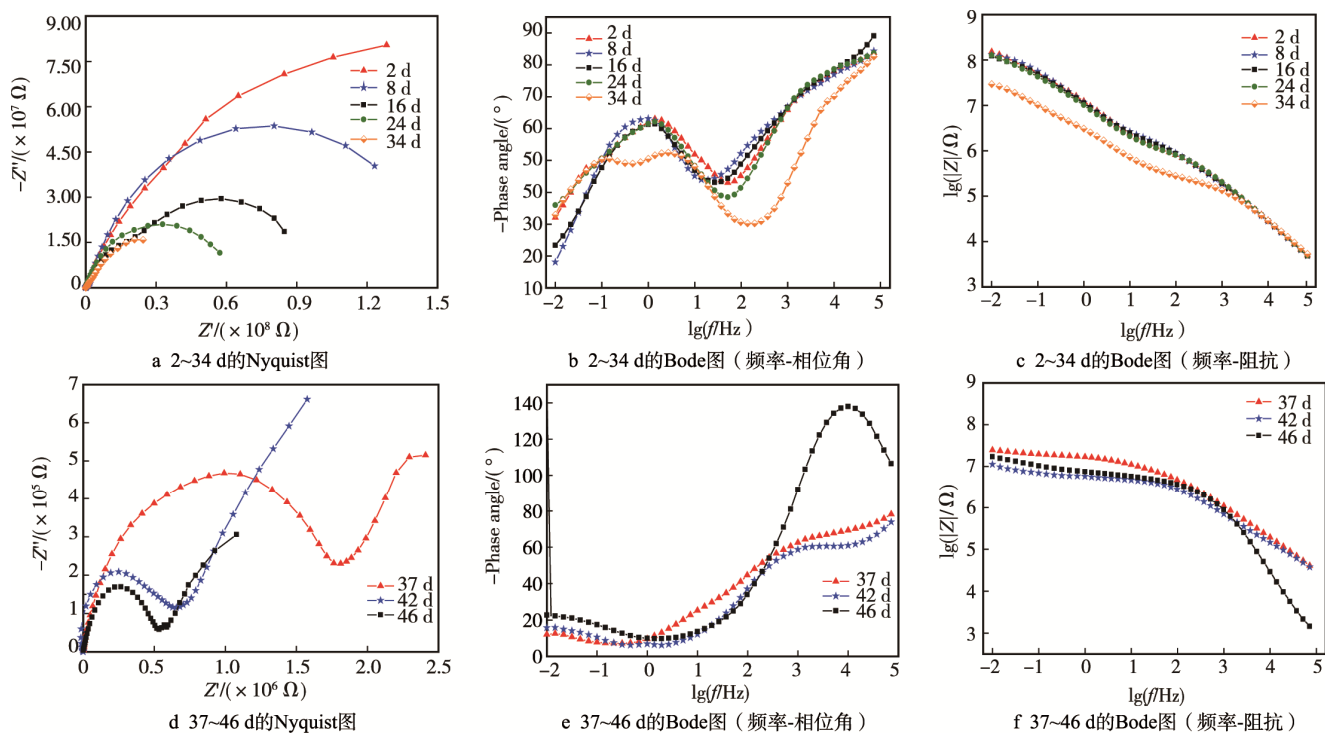 9.00
7.50
6.00
4.50
3.00
1.50
0
−Z''/(×10⁷ Ω)
2 d
8 d
16 d
24 d
34 d
0 0.3 0.6 0.9 1.2 1.5
Z'/(×10⁸ Ω)
a 2~34 d的Nyquist图
90
80
70
60
50
40
50
40
30
−Phase angle/(°)
2 d
8 d
16 d
24 d
34 d
−2 −1 0 1 2 3 4 5
lg(f/Hz)
b 2~34 d的Bode图（频率-相位角）
9
8
7
6
5
4
3
lg(|Z|/Ω)
2 d
8 d
16 d
24 d
34 d
−2 −1 0 1 2 3 4 5
lg(f/Hz)
c 2~34 d的Bode图（频率-阻抗）
7
6
5
4
3
2
1
0
−Z''/(×10⁵ Ω)
37 d
42 d
46 d
0 0.5 1.0 1.5 2.0 2.5
Z'/(×10⁶ Ω)
d 37~46 d的Nyquist图
140
120
100
80
60
40
20
0
−Phase angle/(°)
37 d
42 d
46 d
−2 −1 0 1 2 3 4 5
lg(f/Hz)
e 37~46 d的Bode图（频率-相位角）
9
8
7
6
5
4
3
lg(|Z|/Ω)
37 d
42 d
46 d
−2 −1 0 1 2 3 4 5
lg(f/Hz)
f 37~46 d的Bode图（频率-阻抗）